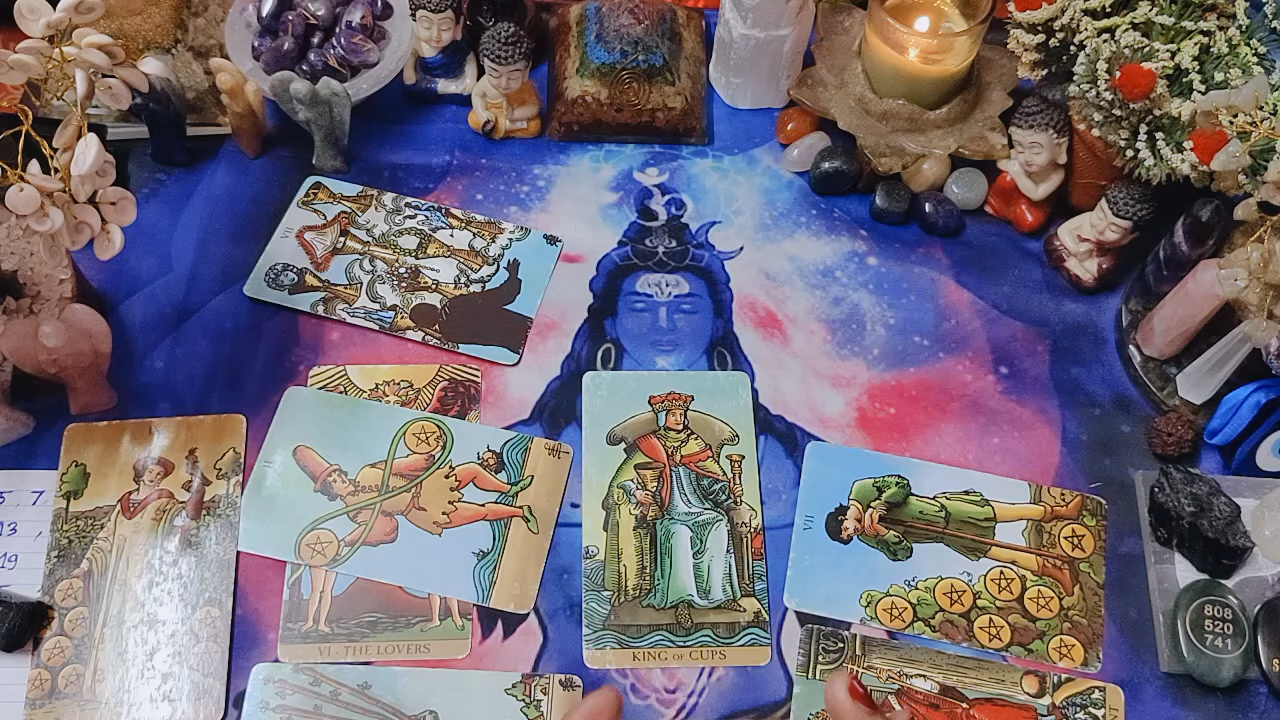 VII
II
VI · THE LOVERS
KING OF CUPS
VII
5, 7
13 ,
19
808
520
741